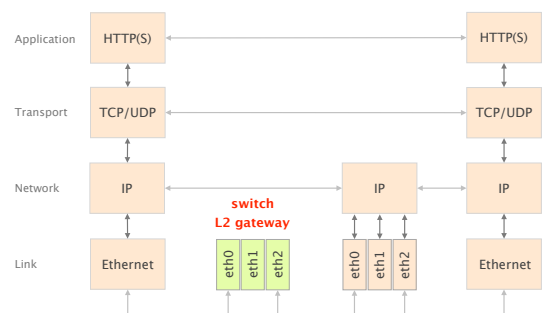 Application
HTTP(S)
HTTP(S)
Transport
TCP/UDP
TCP/UDP
Network
IP
IP
IP
switch
L2 gateway
Link
Ethernet
eth0
eth1
eth2
eth0
eth1
eth2
Ethernet